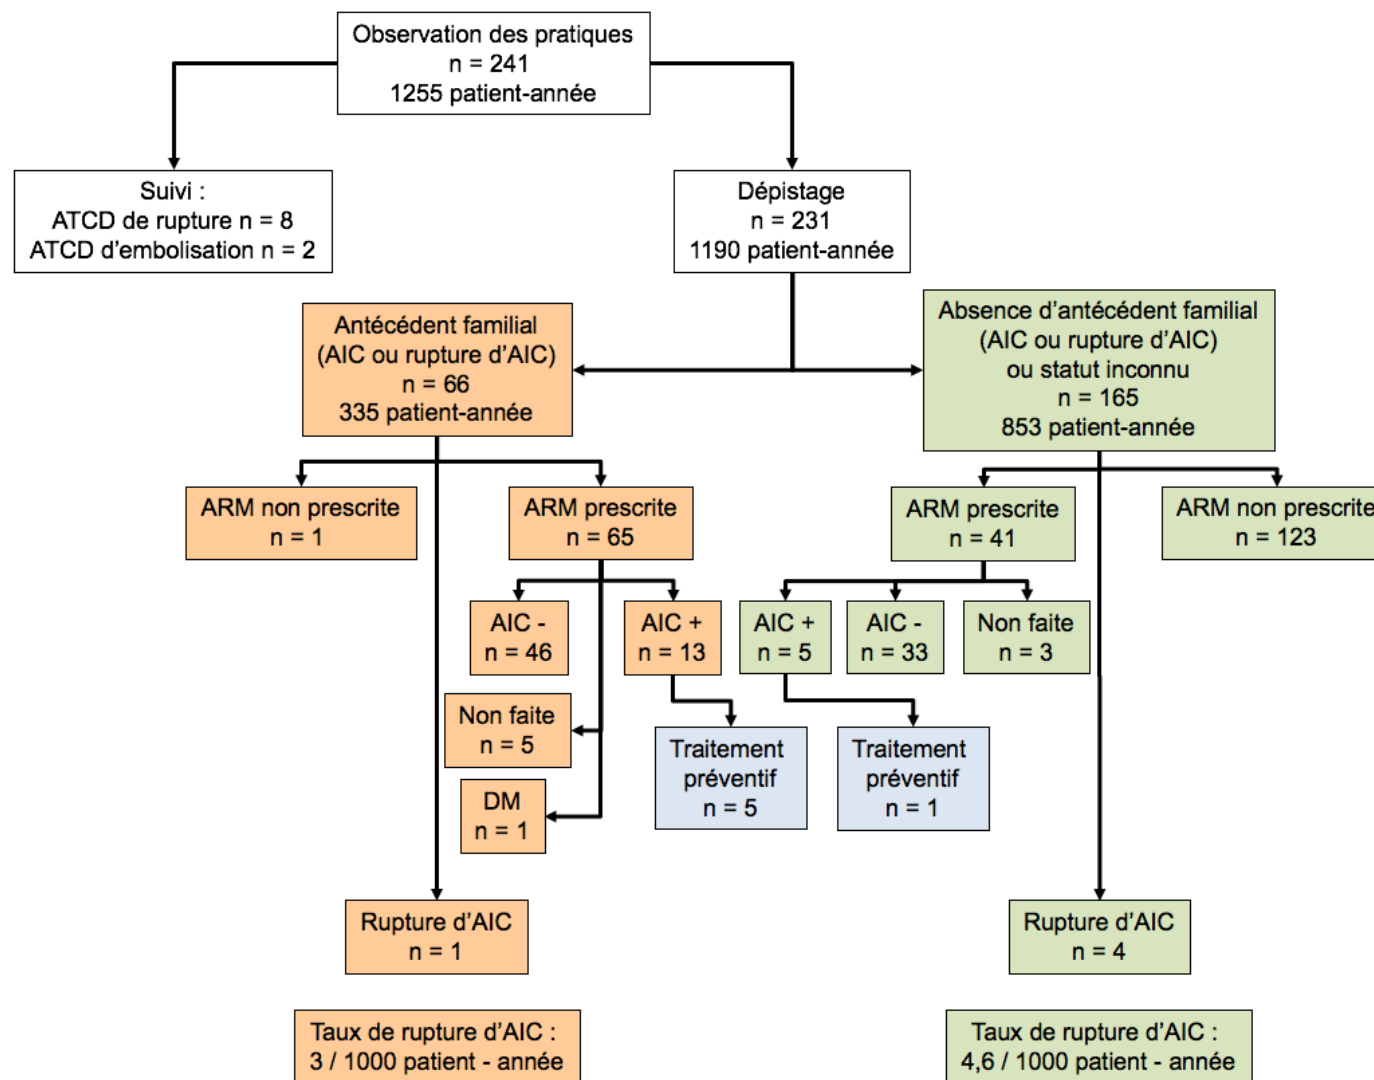 Observation des pratiques
n = 241
1255 patient-année
Suivi :
ATCD de rupture n = 8
ATCD d'embolisation n = 2
Dépistage
n = 231
1190 patient-année
Antécédent familial
(AIC ou rupture d'AIC)
n = 66
335 patient-année
Absence d'antécédent familial
(AIC ou rupture d'AIC)
ou statut inconnu
n = 165
853 patient-année
ARM non prescrite
n = 1
ARM prescrite
n = 65
ARM prescrite
n = 41
ARM non prescrite
n = 123
AIC -
n = 46
AIC +
n = 13
AIC +
n = 5
AIC -
n = 33
Non faite
n = 3
Non faite
n = 5
DM
n = 1
Traitement
préventif
n = 5
Traitement
préventif
n = 1
Rupture d'AIC
n = 1
Rupture d'AIC
n = 4
Taux de rupture d'AIC :
3 / 1000 patient - année
Taux de rupture d'AIC :
4,6 / 1000 patient - année